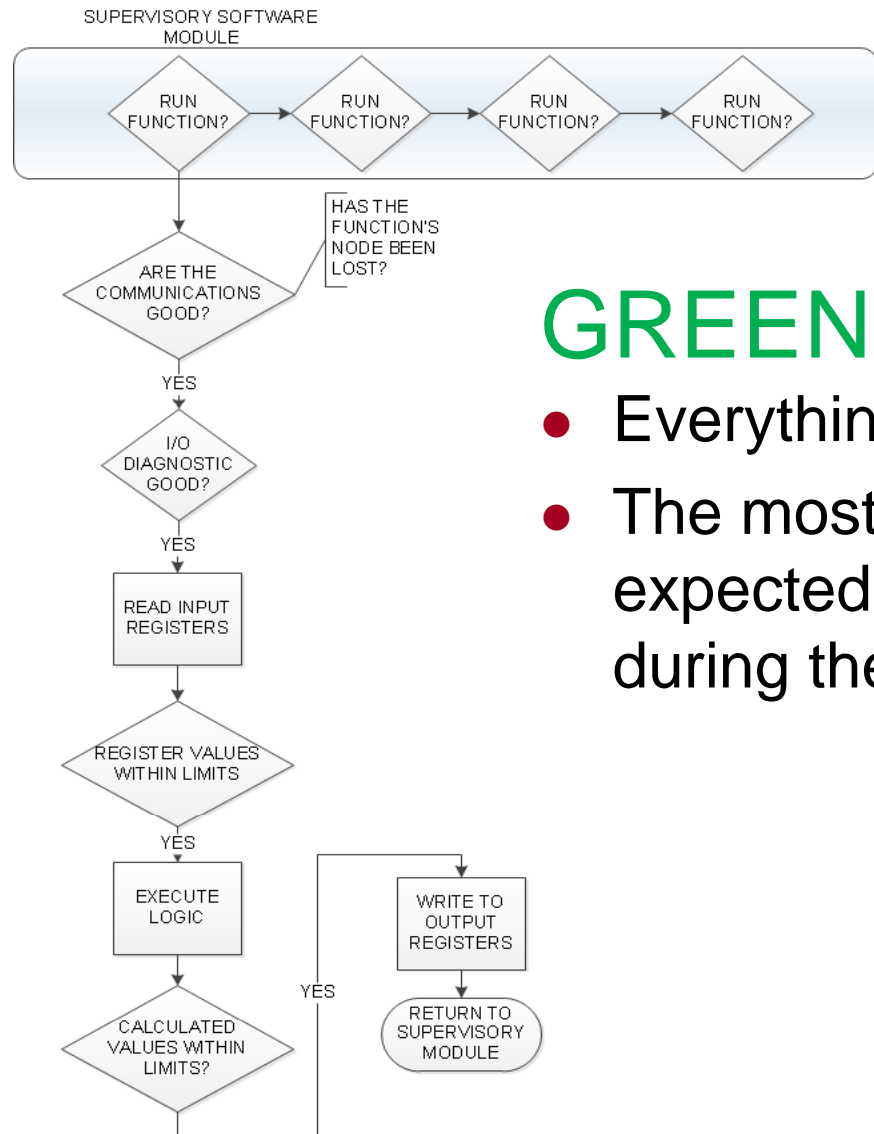 SUPERVISORY SOFTWARE
MODULE
RUN
FUNCTION?
RUN
FUNCTION?
RUN
FUNCTION?
RUN
FUNCTION?
HAS THE
FUNCTION'S
NODE BEEN
LOST?
ARE THE
COMMUNICATIONS
GOOD?
YES
I/O
DIAGNOSTIC
GOOD?
YES
READ INPUT
REGISTERS
REGISTER VALUES
WITHIN LIMITS
YES
EXECUTE
LOGIC
CALCULATED
VALUES WITHIN
LIMITS?
YES
WRITE TO
OUTPUT
REGISTERS
RETURN TO
SUPERVISORY
MODULE
GREEN
• Everythin
• The most
expected
during the